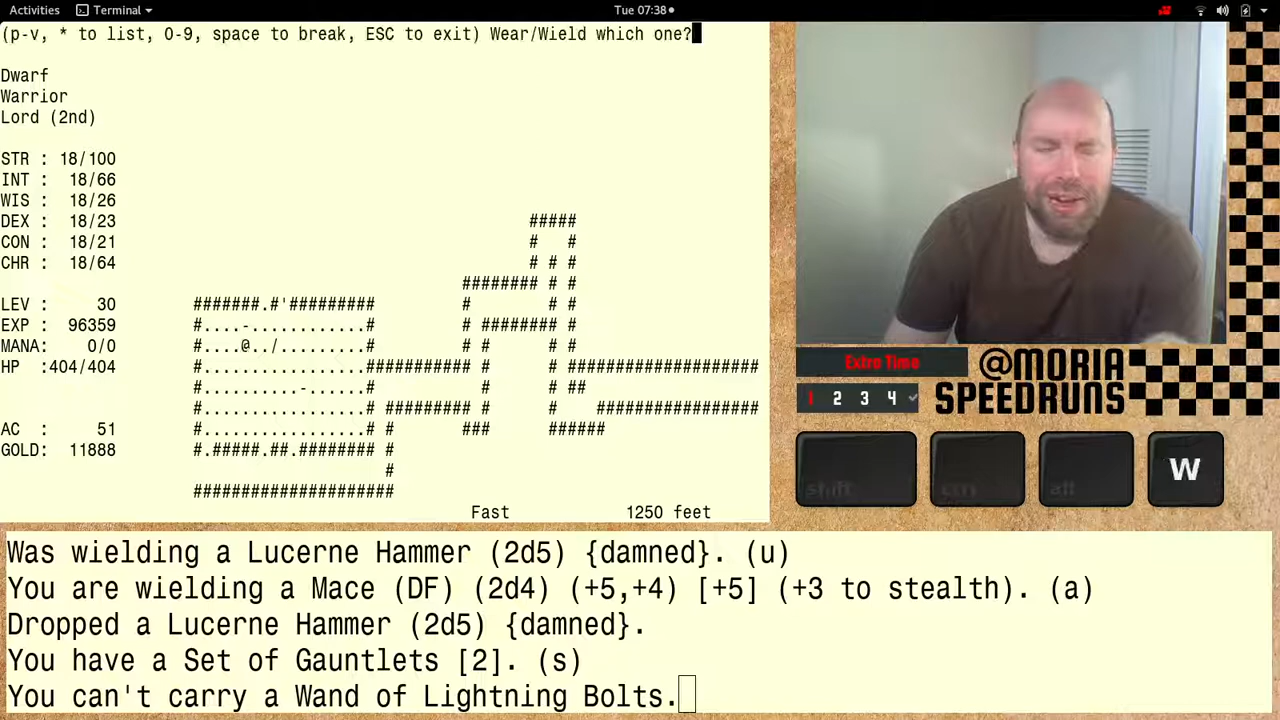 Activities Terminal Tue 07:38
(p-v, * to list, 0-9, space to break, ESC to exit) Wear/Wield which one?
Dwarf
Warrior
Lord (2nd)
STR : 18/100
INT : 18/66
WIS : 18/26
DEX : 18/23
CON : 18/21
CHR : 18/64
LEV : 30
EXP : 96359
MANA: 0/0
HP :404/404
AC : 51
GOLD: 11888
Fast 1250 feet
Extra Time
1 2 3 4
@MORIA
SPEEDRUNS
shift ctrl alt W
Was wielding a Lucerne Hammer (2d5) {damned}. (u)
You are wielding a Mace (DF) (2d4) (+5,+4) [+5] (+3 to stealth). (a)
Dropped a Lucerne Hammer (2d5) {damned}.
You have a Set of Gauntlets [2]. (s)
You can't carry a Wand of Lightning Bolts.